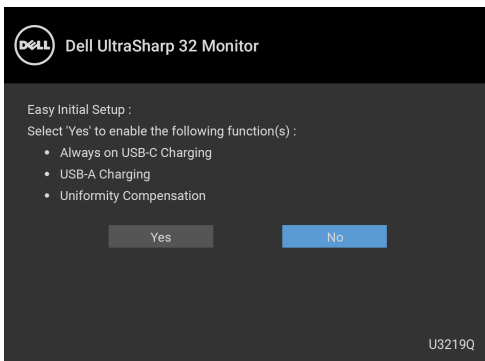 DELL
Dell UltraSharp 32 Monitor
Easy Initial Setup :
Select 'Yes' to enable the following function(s) :
• Always on USB-C Charging
• USB-A Charging
• Uniformity Compensation
Yes
No
U3219Q